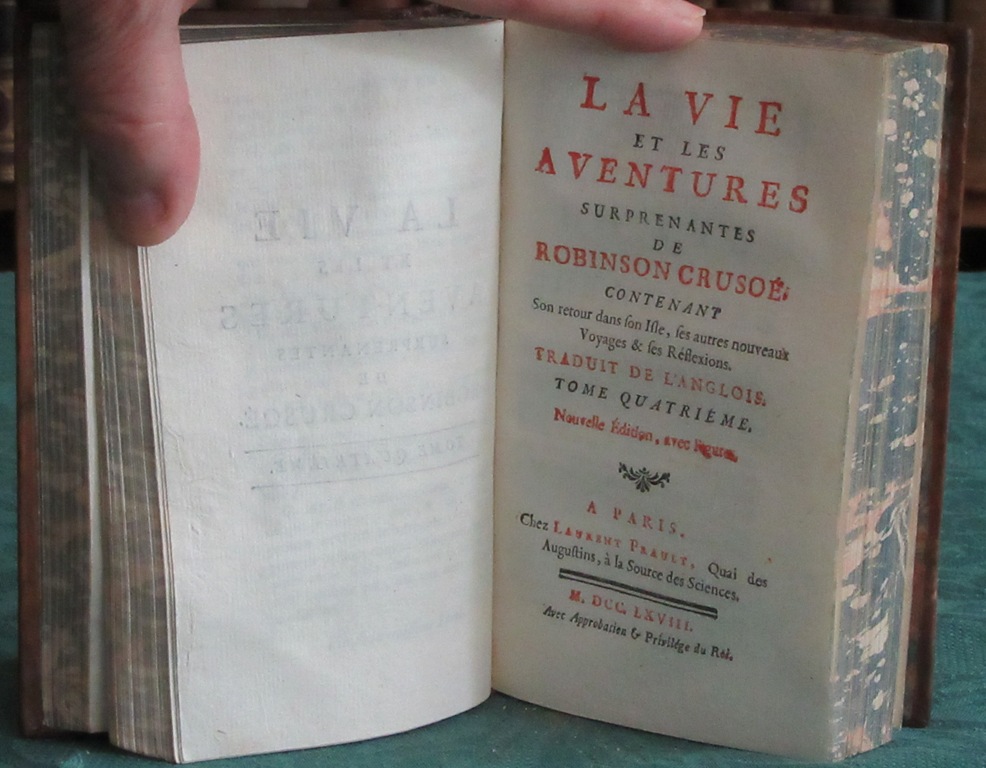 LA VIE
ET LES
AVENTURES
SURPRENANTES
DE
ROBINSON CRUSOÉ;
CONTENANT
Son retour dans ſon Iſle, ſes autres nouveaux
Voyages & ſes Réflexions.
TRADUIT DE L'ANGLOIS.
TOME QUATRIÉME.
Nouvelle Édition, avec Figures.
A PARIS.
Chez LAURENT PRAULT, Quai des
Auguſtins, à la Source des Sciences.
M. DCC. LXVIII.
Avec Approbation & Privilége du Roi.